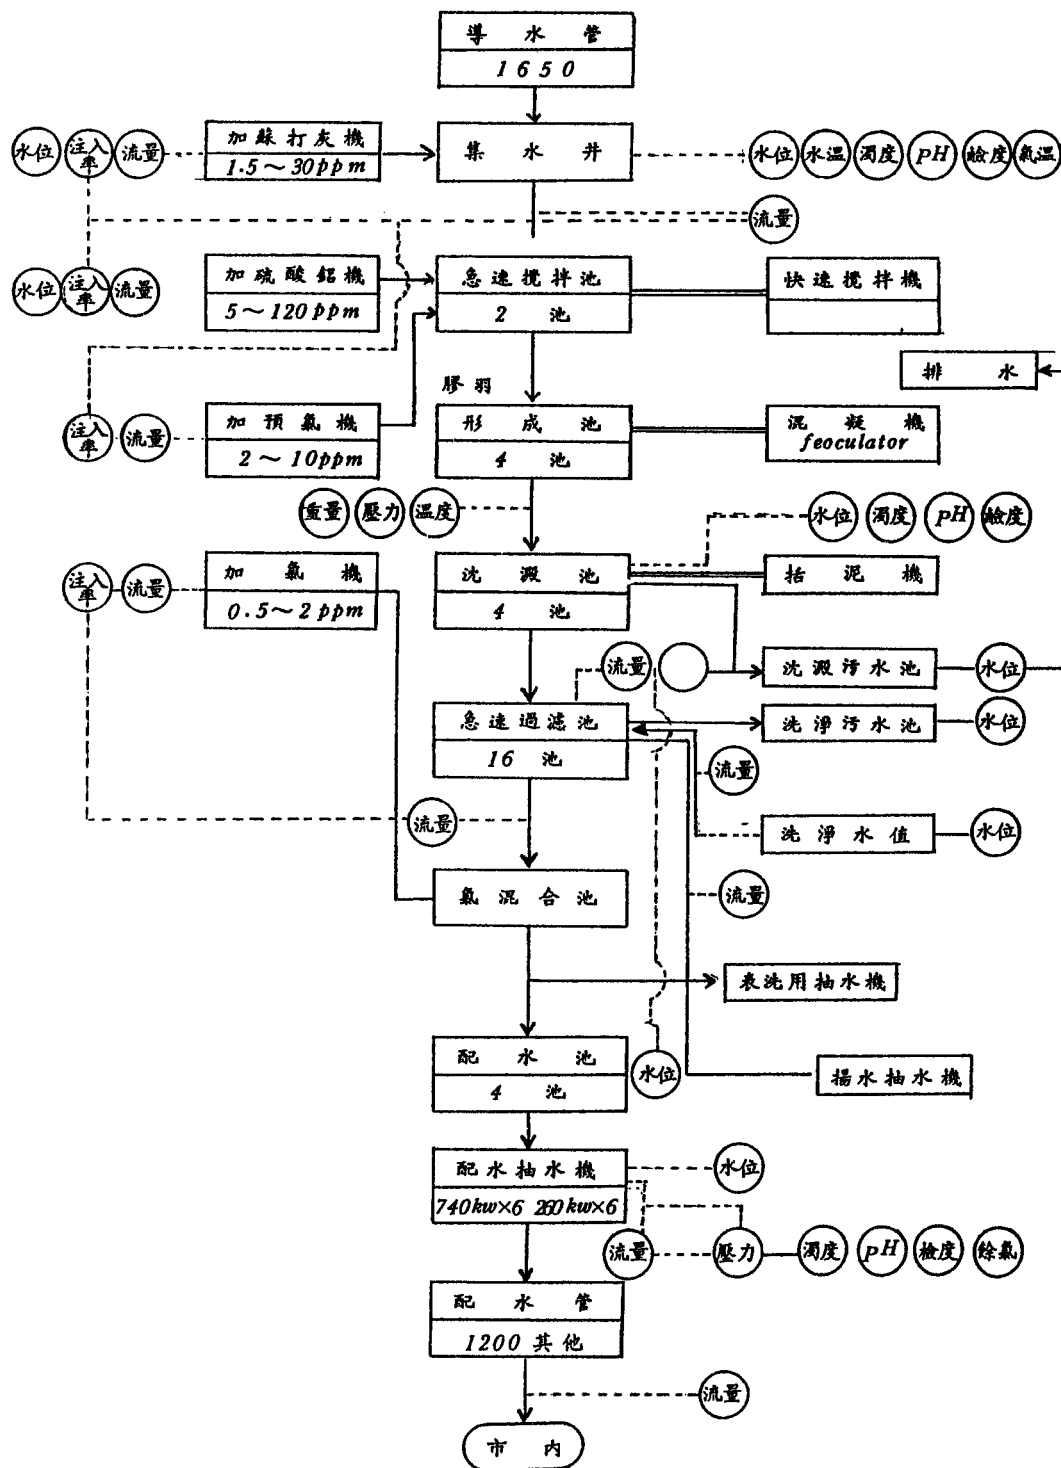 導水管
1650
水位 注入率 流量 加蘇打灰機 集水井 水位 水温 濁度 pH 鹼度 氣温
1.5～30ppm
流量
水位 注入率 流量 加硫酸鋁機 急速攪拌池 快速攪拌機
5～120ppm 2 池
排水
膠羽
注入率 流量 加預氯機 形成池 混凝機
2～10ppm 4 池 feoculator
重量 壓力 温度 水位 濁度 pH 鹼度
注入率 流量 加氯機 沈澱池 括泥機
0.5～2ppm 4 池
流量 沈澱污水池 水位
急速過濾池 洗淨污水池 水位
16 池
流量
流量 洗淨水值 水位
流量
氯混合池
表洗用抽水機
配水池
4 池 水位 揚水抽水機
配水抽水機 水位
740kw×6 260kw×6
流量 壓力 濁度 pH 檢度 餘氯
配水管
1200 其他
流量
市內